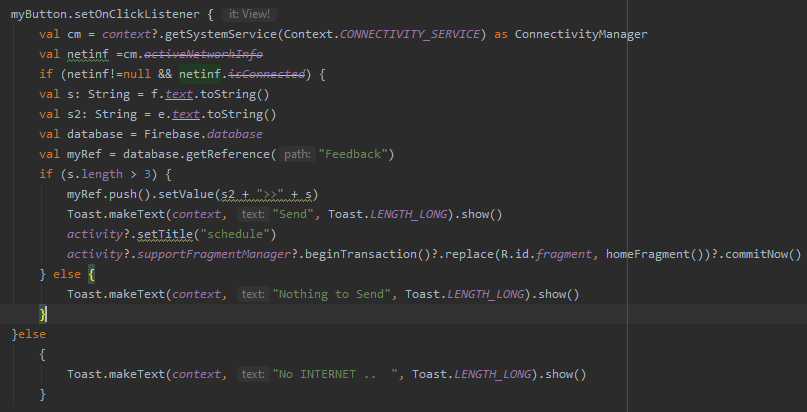 myButton.setOnClickListener { it: View!
    val cm = context?.getSystemService(Context.CONNECTIVITY_SERVICE) as ConnectivityManager
    val netinf =cm.activeNetworkInfo
    if (netinf!=null && netinf.isConnected) {
    val s: String = f.text.toString()
    val s2: String = e.text.toString()
    val database = Firebase.database
    val myRef = database.getReference( path: "Feedback")
    if (s.length > 3) {
        myRef.push().setValue(s2 + ">>" + s)
        Toast.makeText(context, text: "Send", Toast.LENGTH_LONG).show()
        activity?.setTitle("schedule")
        activity?.supportFragmentManager?.beginTransaction()?.replace(R.id.fragment, homeFragment())?.commitNow()
    } else {
        Toast.makeText(context, text: "Nothing to Send", Toast.LENGTH_LONG).show()
    }
}else
    {
        Toast.makeText(context, text: "No INTERNET ..  ", Toast.LENGTH_LONG).show()
    }